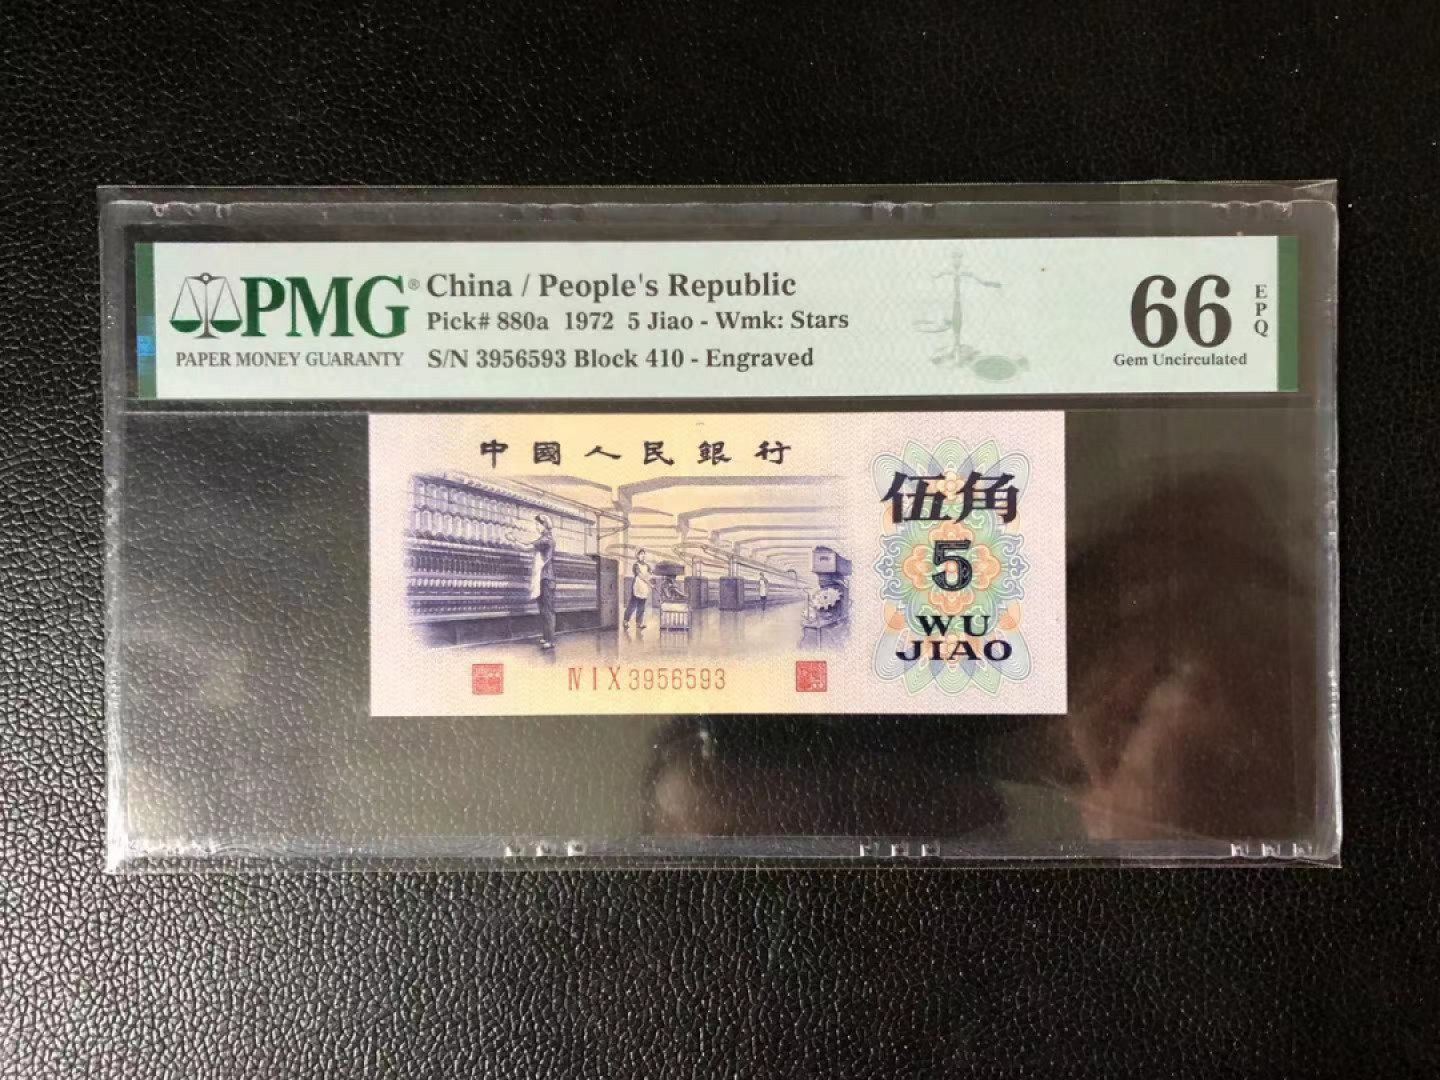 PMG®
PAPER MONEY GUARANTY
China / People's Republic
Pick# 880a 1972 5 Jiao - Wmk: Stars
S/N 3956593 Block 410 - Engraved
66
EPQ
Gem Uncirculated
中國人民銀行
伍角
5
WU
JIAO
Ⅳ Ⅰ Ⅹ 3956593